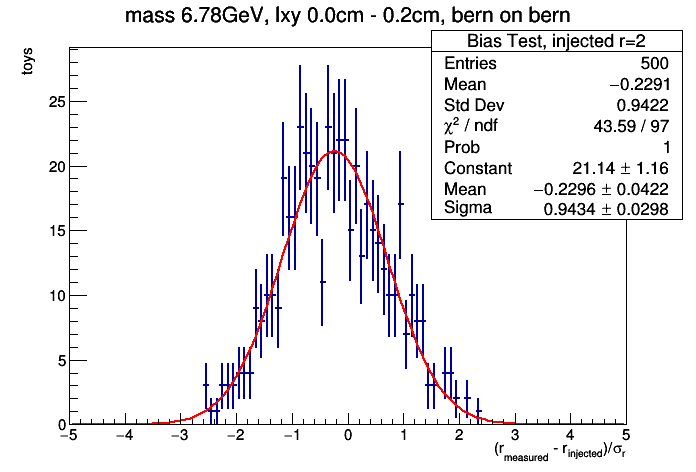 mass 6.78GeV, lxy 0.0cm - 0.2cm, bern on bern
Bias Test, injected r=2
Entries 500
Mean −0.2291
Std Dev 0.9422
χ² / ndf 43.59 / 97
Prob 1
Constant 21.14 ± 1.16
Mean −0.2296 ± 0.0422
Sigma 0.9434 ± 0.0298
toys
25
20
15
10
5
0
−5 −4 −3 −2 −1 0 1 2 3 4 5
(r_measured - r_injected)/σ_r